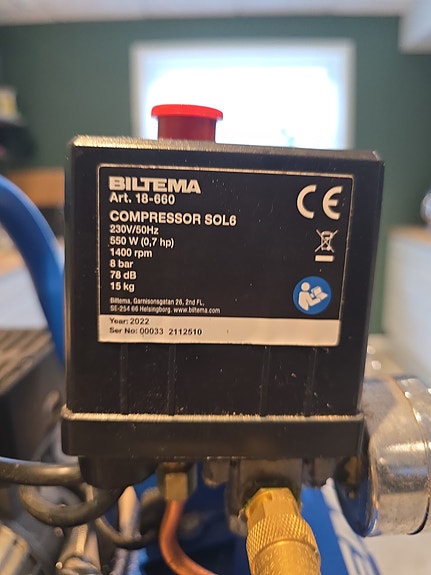 BILTEMA
Art. 18-660
COMPRESSOR SOL6
230V/50Hz
550 W (0,7 hp)
1400 rpm
8 bar
78 dB
15 kg
Biltema, Garnisonsgatan 26, 2nd FL,
SE-254 66 Helsingborg. www.biltema.com
Year: 2022
Ser No: 00033 2112510
CE